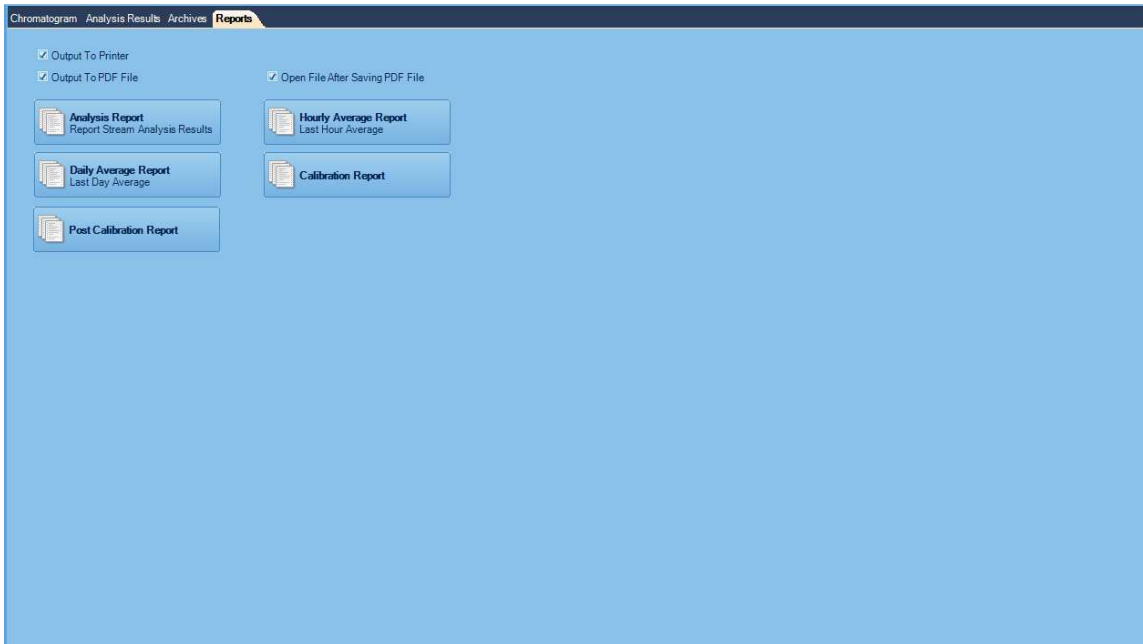 Chromatogram Analysis Results Archives Reports
Output To Printer
Output To PDF File
Open File After Saving PDF File
Analysis Report
Report Stream Analysis Results
Hourly Average Report
Last Hour Average
Daily Average Report
Last Day Average
Calibration Report
Post Calibration Report